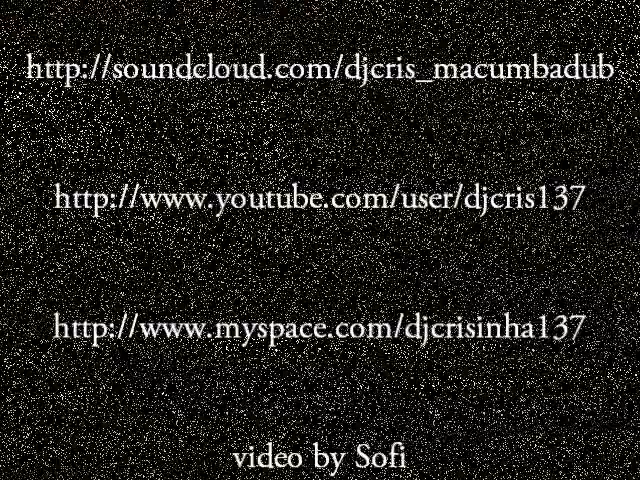 http://soundcloud.com/djcris_macumbadub
http://www.youtube.com/user/djcris137
http://www.myspace.com/djcrisinha137
video by Sofi